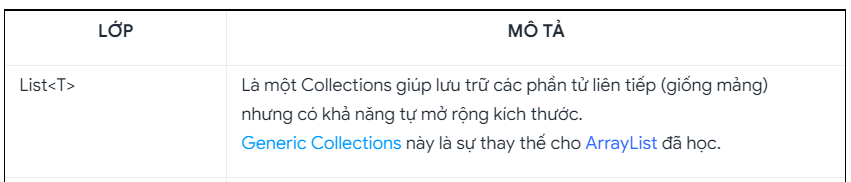 LỚP
MÔ TẢ
List<T>
Là một Collections giúp lưu trữ các phần tử liên tiếp (giống mảng)
nhưng có khả năng tự mở rộng kích thước.
Generic Collections này là sự thay thế cho ArrayList đã học.